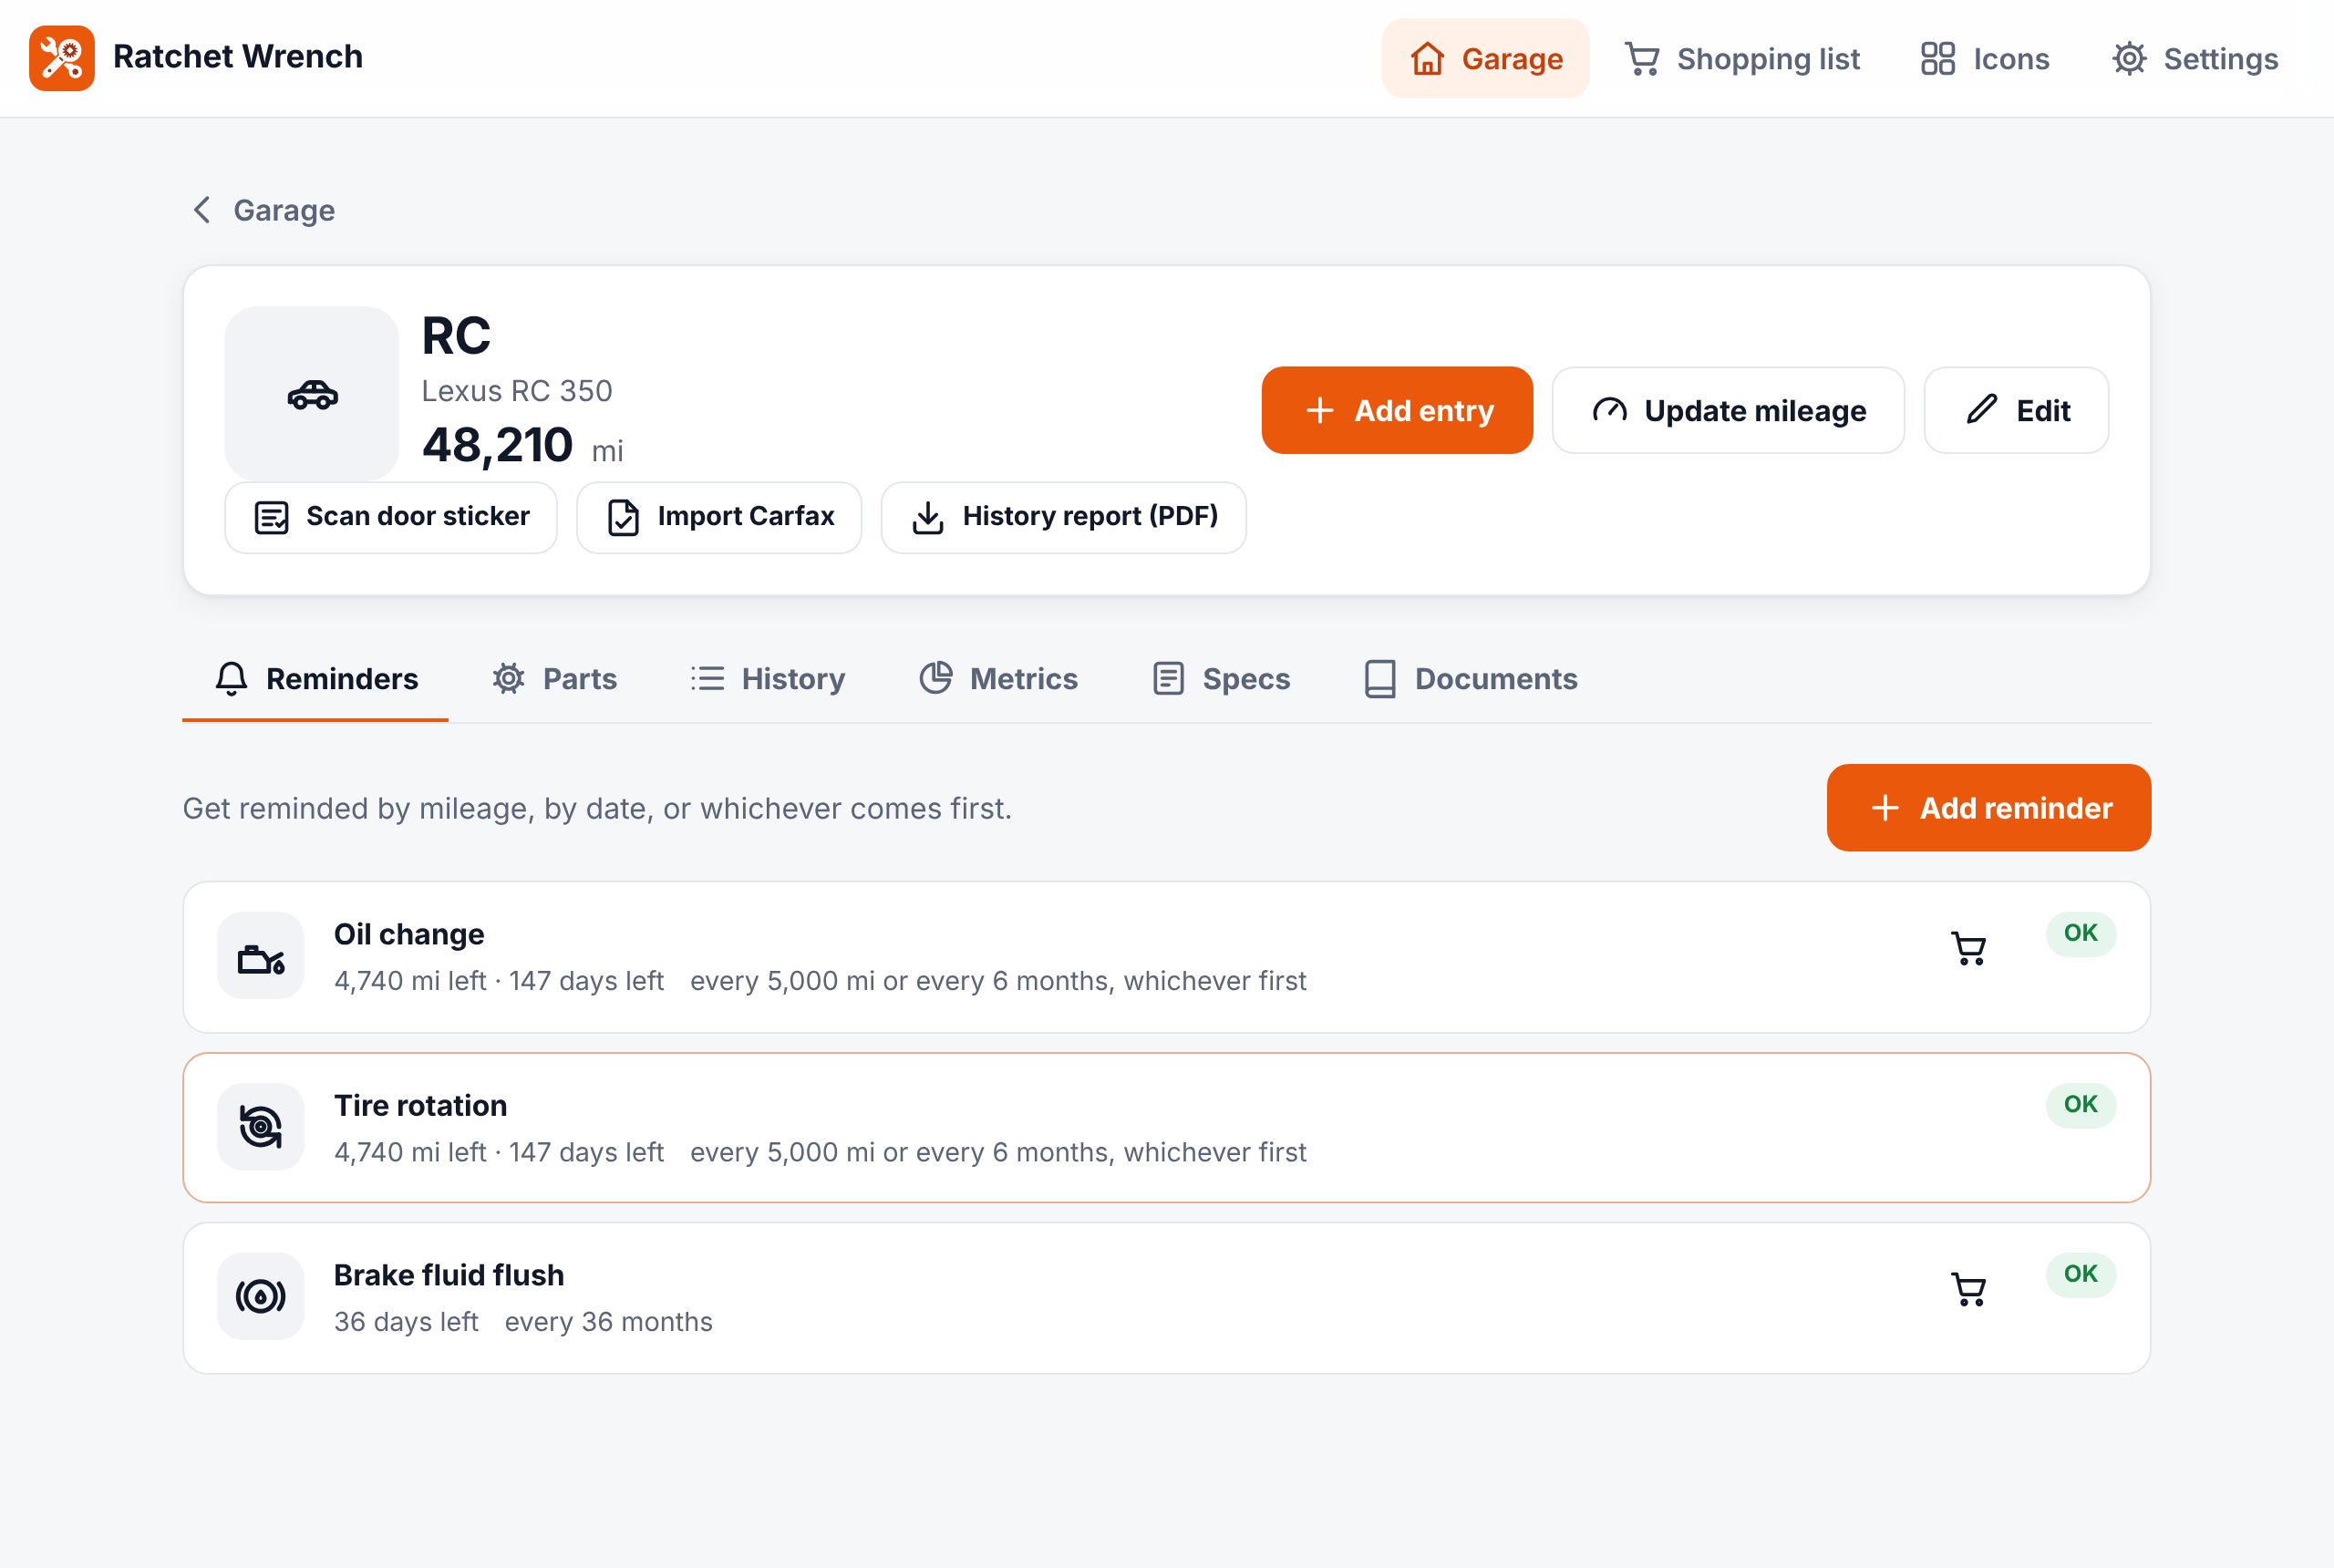 Ratchet Wrench
Garage Shopping list Icons Settings
Garage
RC
Lexus RC 350
48,210 mi
Add entry Update mileage Edit
Scan door sticker Import Carfax History report (PDF)
Reminders Parts History Metrics Specs Documents
Get reminded by mileage, by date, or whichever comes first.
Add reminder
Oil change
OK
4,740 mi left · 147 days left every 5,000 mi or every 6 months, whichever first
Tire rotation
OK
4,740 mi left · 147 days left every 5,000 mi or every 6 months, whichever first
Brake fluid flush
OK
36 days left every 36 months